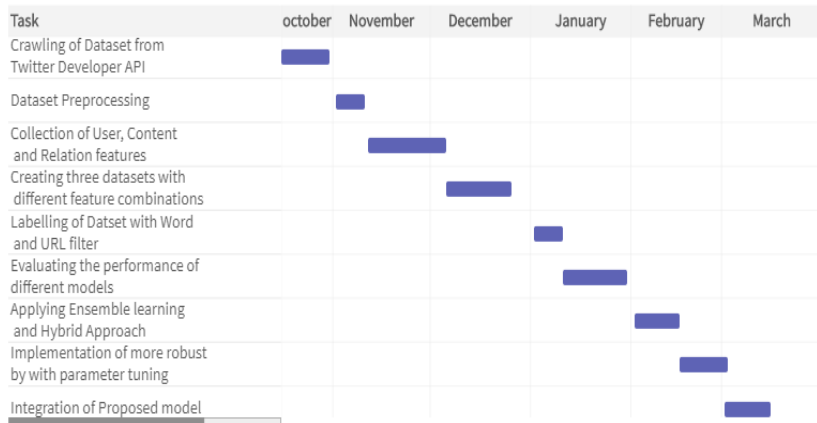 Task october November December January February March
Crawling of Dataset from
Twitter Developer API
Dataset Preprocessing
Collection of User, Content
and Relation features
Creating three datasets with
different feature combinations
Labelling of Datset with Word
and URL filter
Evaluating the performance of
different models
Applying Ensemble learning
and Hybrid Approach
Implementation of more robust
by with parameter tuning
Integration of Proposed model